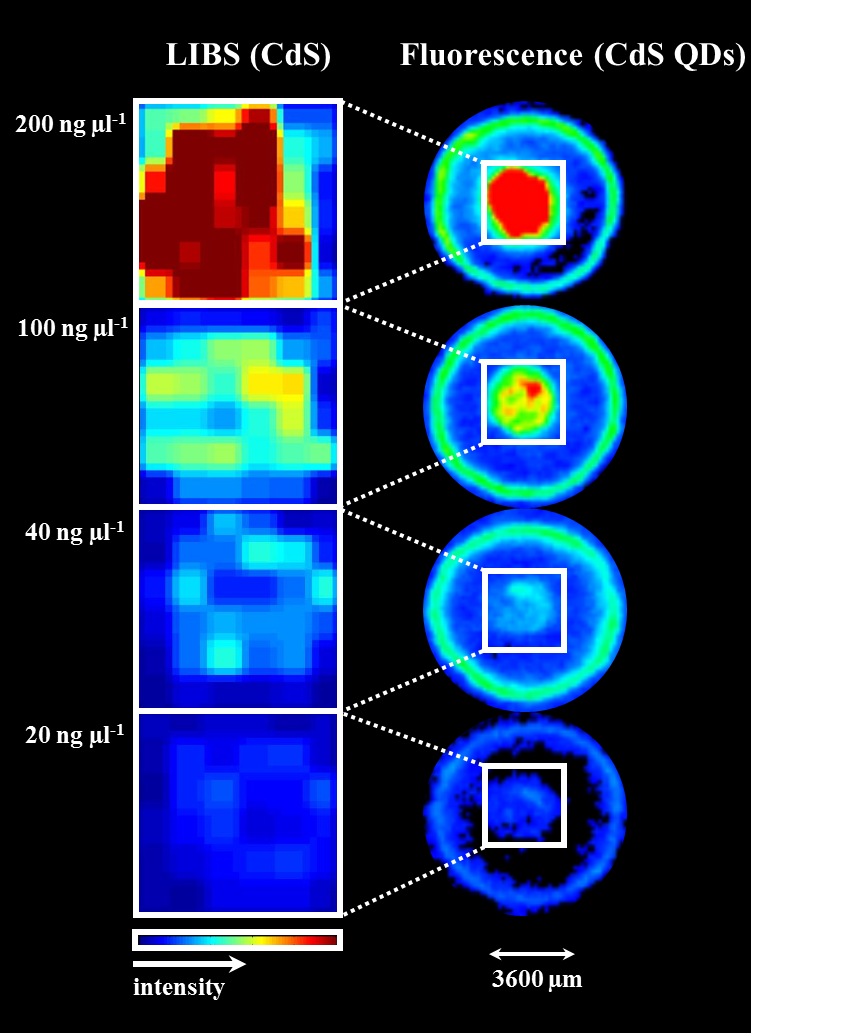 LIBS (CdS) Fluorescence (CdS QDs)
200 ng µl⁻¹
100 ng µl⁻¹
40 ng µl⁻¹
20 ng µl⁻¹
intensity
3600 µm